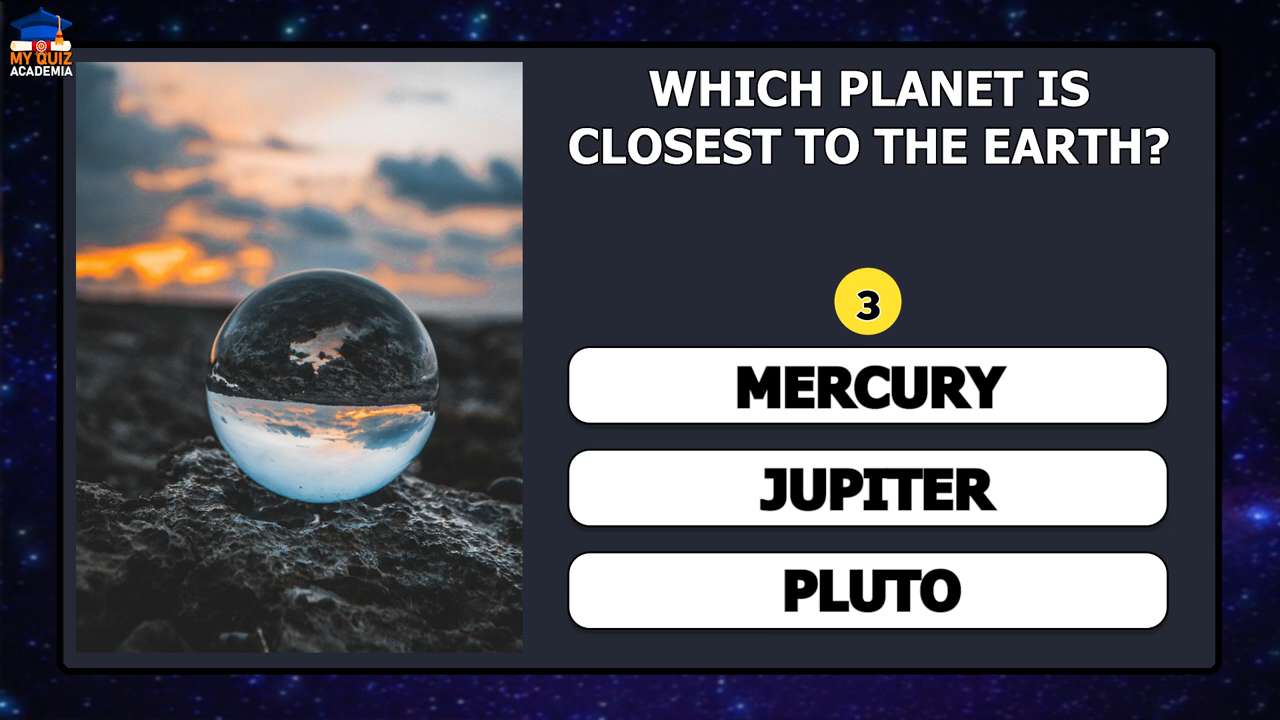 MY QUIZ
ACADEMIA
WHICH PLANET IS
CLOSEST TO THE EARTH?
3
MERCURY
JUPITER
PLUTO